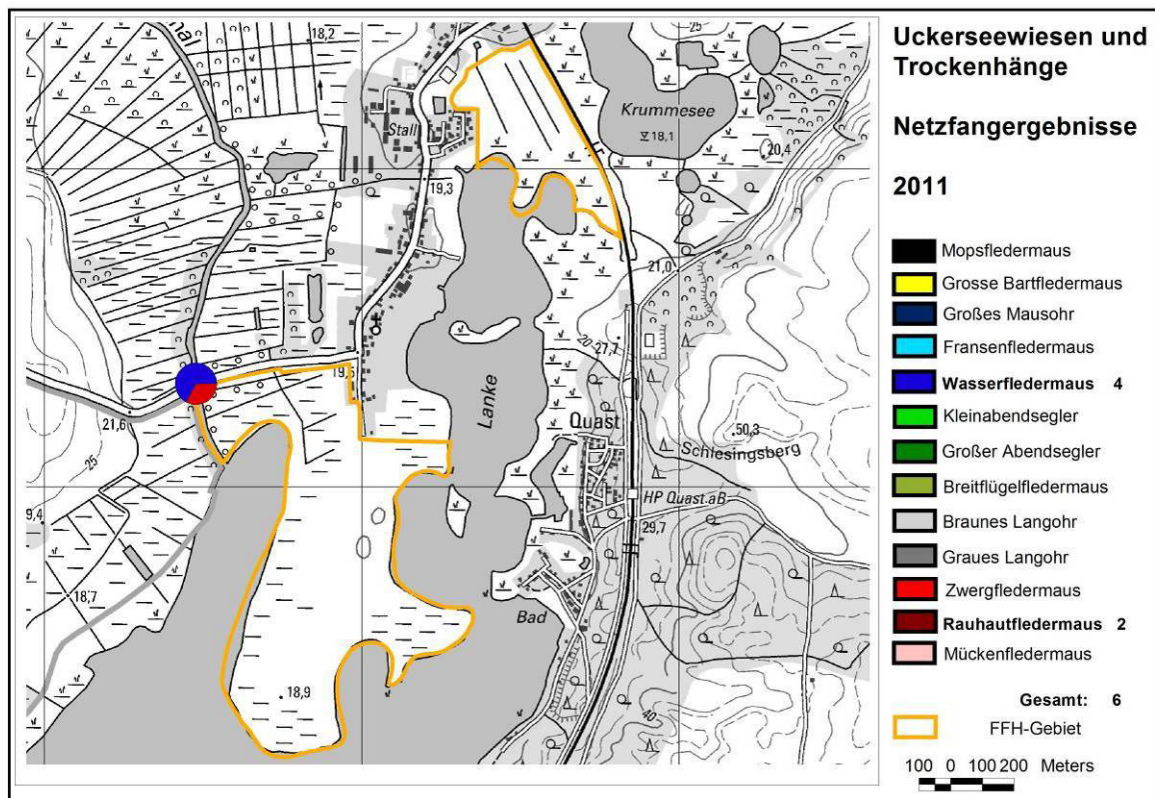 Uckerseewiesen und
Trockenhänge
Netzfangergebnisse
2011
Mopsfledermaus
Grosse Bartfledermaus
Großes Mausohr
Fransenfledermaus
Wasserfledermaus 4
Kleinabendsegler
Großer Abendsegler
Breitflügelfledermaus
Braunes Langohr
Graues Langohr
Zwergfledermaus
Rauhautfledermaus 2
Mückenfledermaus
Gesamt: 6
FFH-Gebiet
100 0 100 200 Meters
18,2
25
Krummesee
18,1
Stall
20,4
19,3
21,0
20
27,7
19,5
21,6
Lanke
Quast
50,3
Schlesingsberg
25
HP Quast.aB
9,4
29,7
18,7
Bad
18,9
40